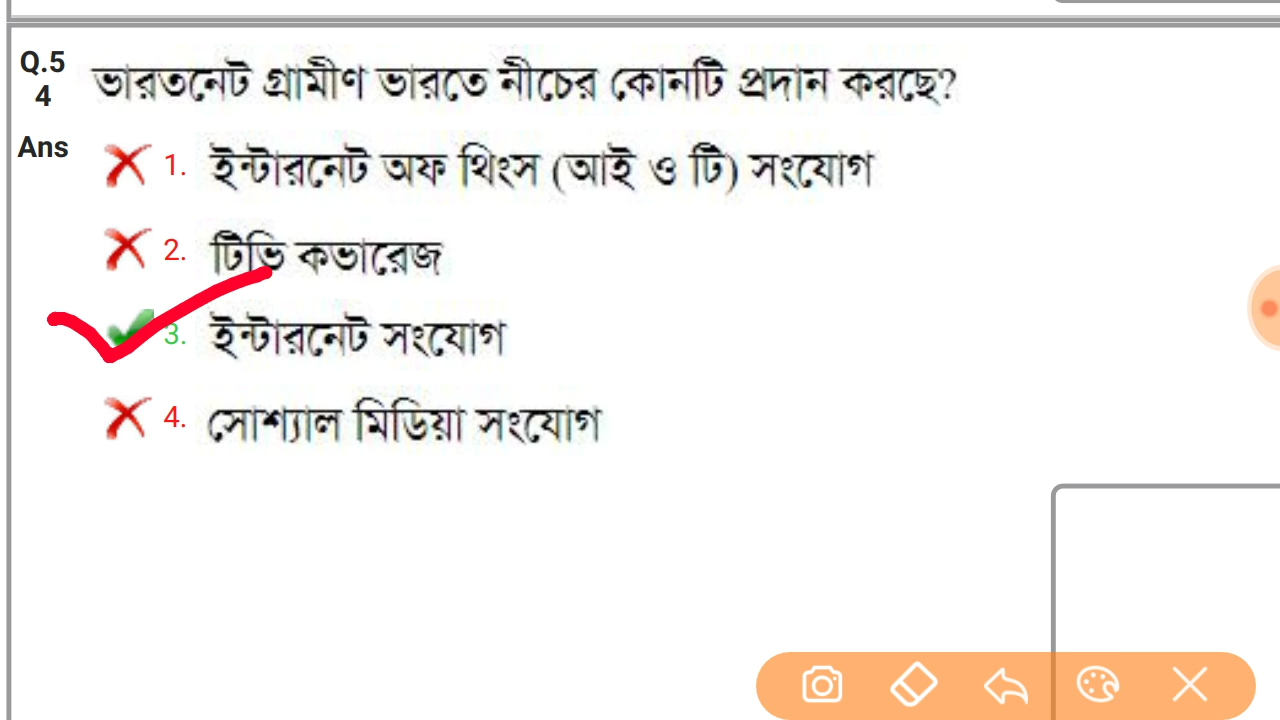 Q.5
4
ভারতনেট গ্রামীণ ভারতে নীচের কোনটি প্রদান করছে?
Ans
1. ইন্টারনেট অফ থিংস (আই ও টি) সংযোগ
2. টিভি কভারেজ
3. ইন্টারনেট সংযোগ
4. সোশ্যাল মিডিয়া সংযোগ